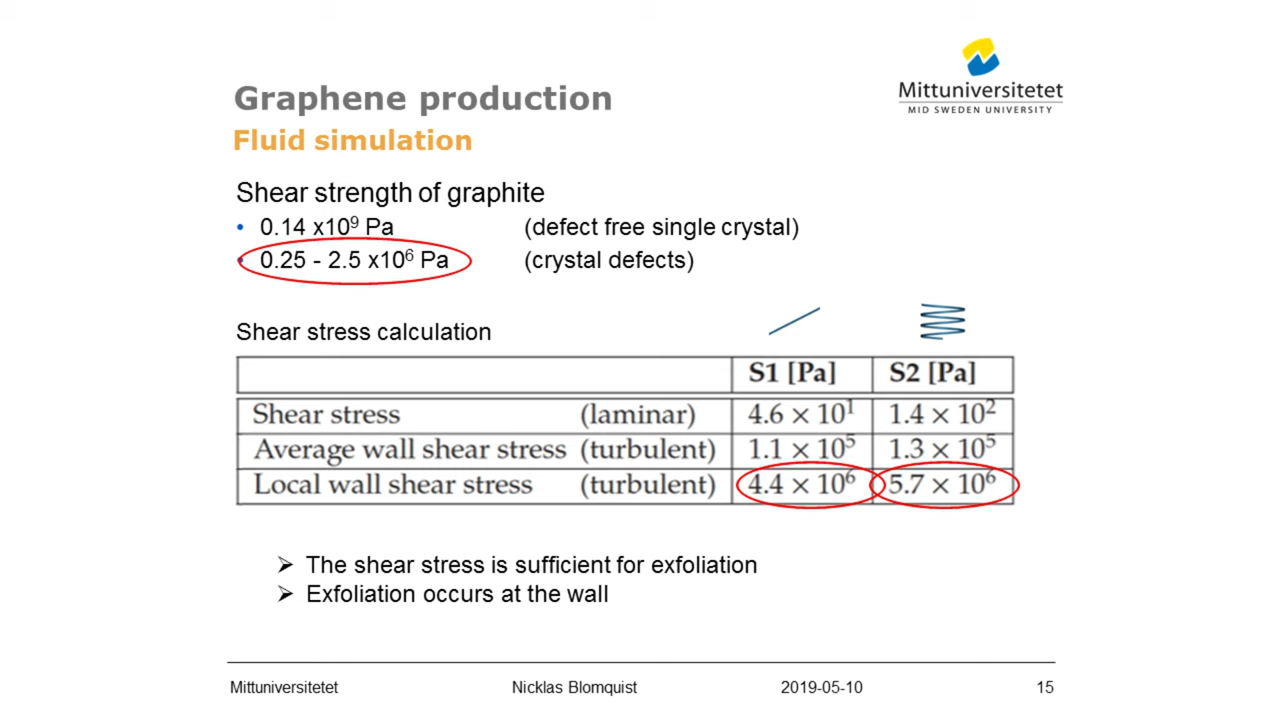 Mittuniversitetet
MID SWEDEN UNIVERSITY
Graphene production
Fluid simulation
Shear strength of graphite
• 0.14 x10⁹ Pa (defect free single crystal)
• 0.25 - 2.5 x10⁶ Pa (crystal defects)
Shear stress calculation
S1 [Pa] S2 [Pa]
Shear stress (laminar) 4.6 × 10¹ 1.4 × 10²
Average wall shear stress (turbulent) 1.1 × 10⁵ 1.3 × 10⁵
Local wall shear stress (turbulent) 4.4 × 10⁶ 5.7 × 10⁶
➢ The shear stress is sufficient for exfoliation
➢ Exfoliation occurs at the wall
Mittuniversitetet Nicklas Blomquist 2019-05-10 15